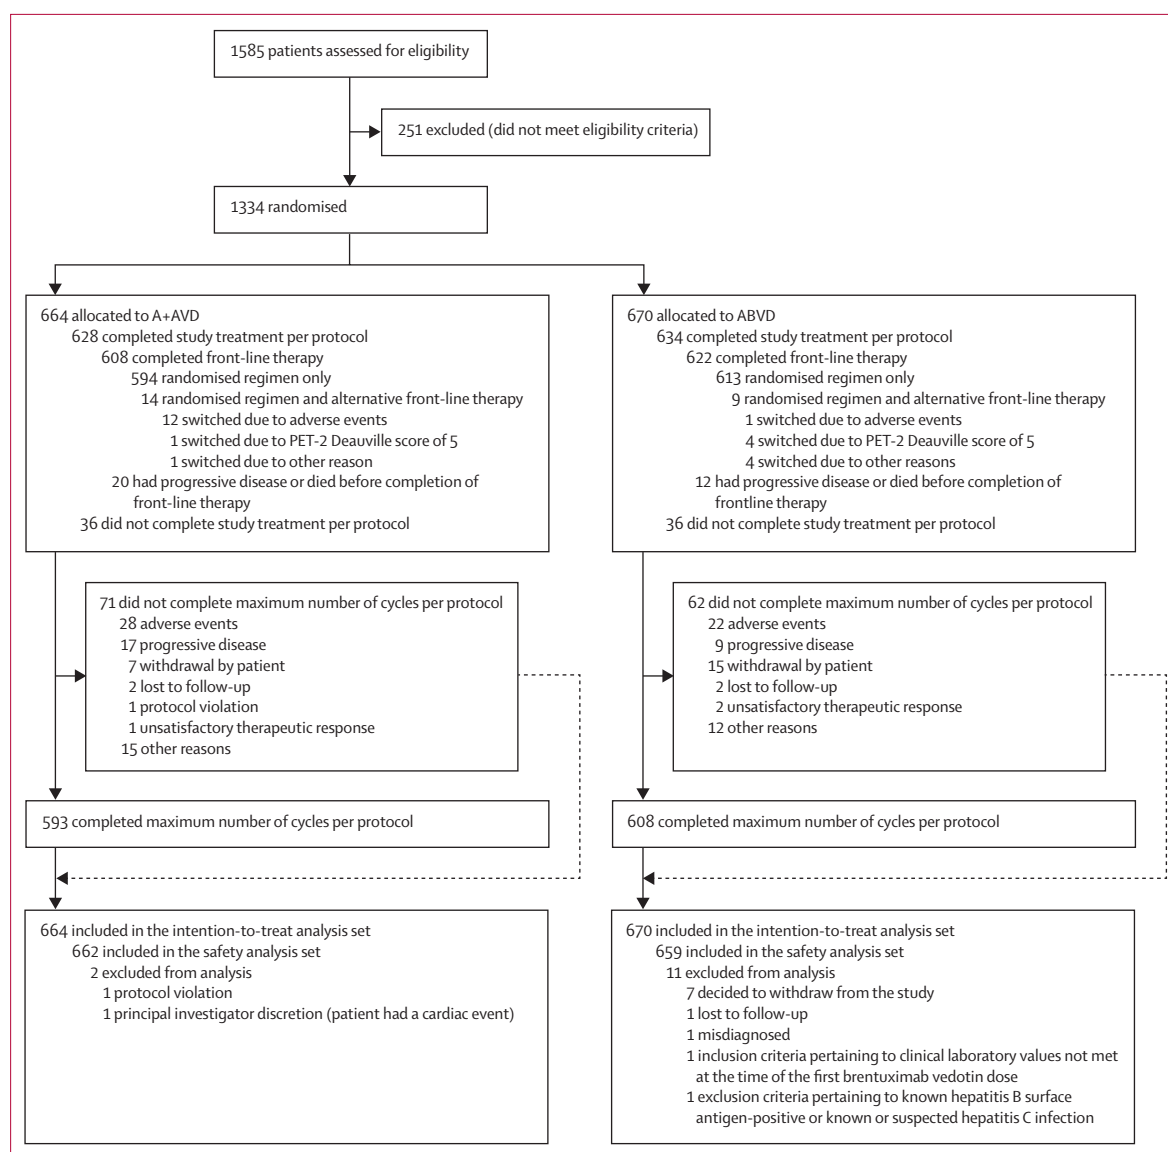 1585 patients assessed for eligibility
251 excluded (did not meet eligibility criteria)
1334 randomised
664 allocated to A+AVD
628 completed study treatment per protocol
608 completed front-line therapy
594 randomised regimen only
14 randomised regimen and alternative front-line therapy
12 switched due to adverse events
1 switched due to PET-2 Deauville score of 5
1 switched due to other reason
20 had progressive disease or died before completion of
front-line therapy
36 did not complete study treatment per protocol
670 allocated to ABVD
634 completed study treatment per protocol
622 completed front-line therapy
613 randomised regimen only
9 randomised regimen and alternative front-line therapy
1 switched due to adverse events
4 switched due to PET-2 Deauville score of 5
4 switched due to other reasons
12 had progressive disease or died before completion of
frontline therapy
36 did not complete study treatment per protocol
71 did not complete maximum number of cycles per protocol
28 adverse events
17 progressive disease
7 withdrawal by patient
2 lost to follow-up
1 protocol violation
1 unsatisfactory therapeutic response
15 other reasons
62 did not complete maximum number of cycles per protocol
22 adverse events
9 progressive disease
15 withdrawal by patient
2 lost to follow-up
2 unsatisfactory therapeutic response
12 other reasons
593 completed maximum number of cycles per protocol
608 completed maximum number of cycles per protocol
664 included in the intention-to-treat analysis set
662 included in the safety analysis set
2 excluded from analysis
1 protocol violation
1 principal investigator discretion (patient had a cardiac event)
670 included in the intention-to-treat analysis set
659 included in the safety analysis set
11 excluded from analysis
7 decided to withdraw from the study
1 lost to follow-up
1 misdiagnosed
1 inclusion criteria pertaining to clinical laboratory values not met
at the time of the first brentuximab vedotin dose
1 exclusion criteria pertaining to known hepatitis B surface
antigen-positive or known or suspected hepatitis C infection